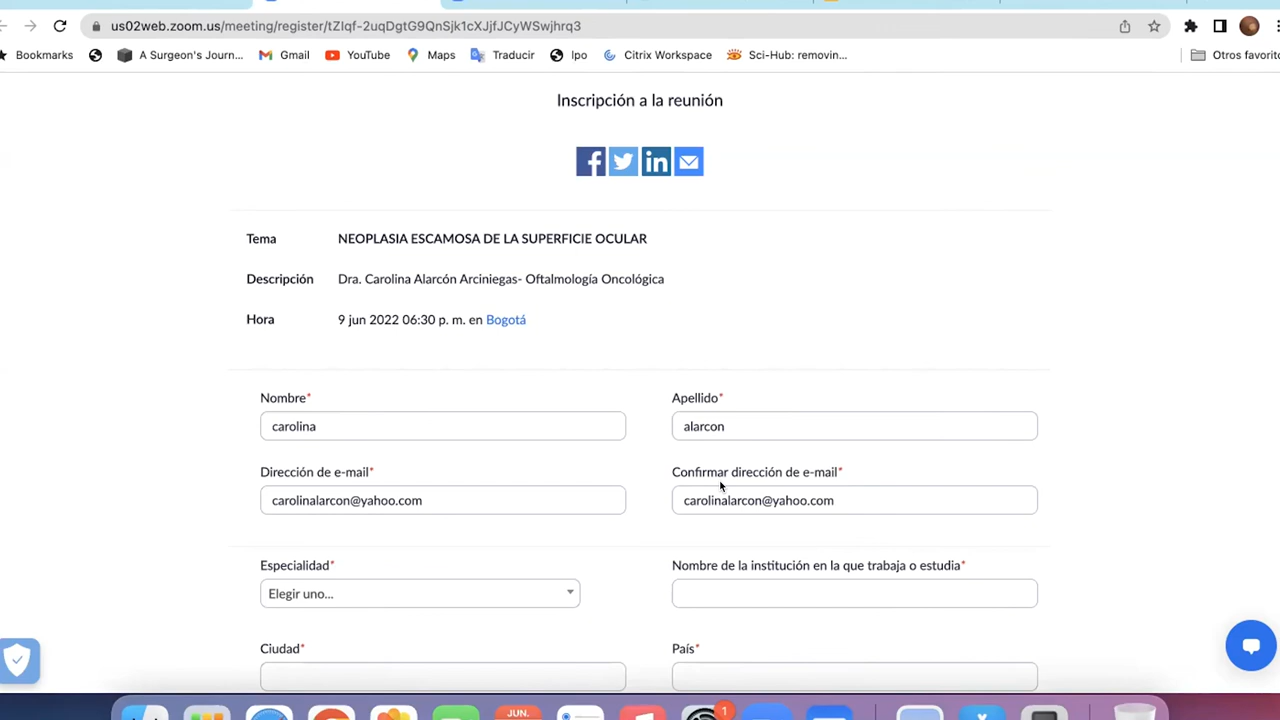 us02web.zoom.us/meeting/register/tZIqf-2uqDgtG9QnSjk1cXJjfJCyWSwjhrq3
Bookmarks A Surgeon's Journ... Gmail YouTube Maps Traducir Ipo Citrix Workspace Sci-Hub: removin... Otros favorito
Inscripción a la reunión
Tema NEOPLASIA ESCAMOSA DE LA SUPERFICIE OCULAR
Descripción Dra. Carolina Alarcón Arciniegas- Oftalmología Oncológica
Hora 9 jun 2022 06:30 p. m. en Bogotá
Nombre* Apellido*
carolina alarcon
Dirección de e-mail* Confirmar dirección de e-mail*
carolinalarcon@yahoo.com carolinalarcon@yahoo.com
Especialidad* Nombre de la institución en la que trabaja o estudia*
Elegir uno...
Ciudad* País*
JUN. 1